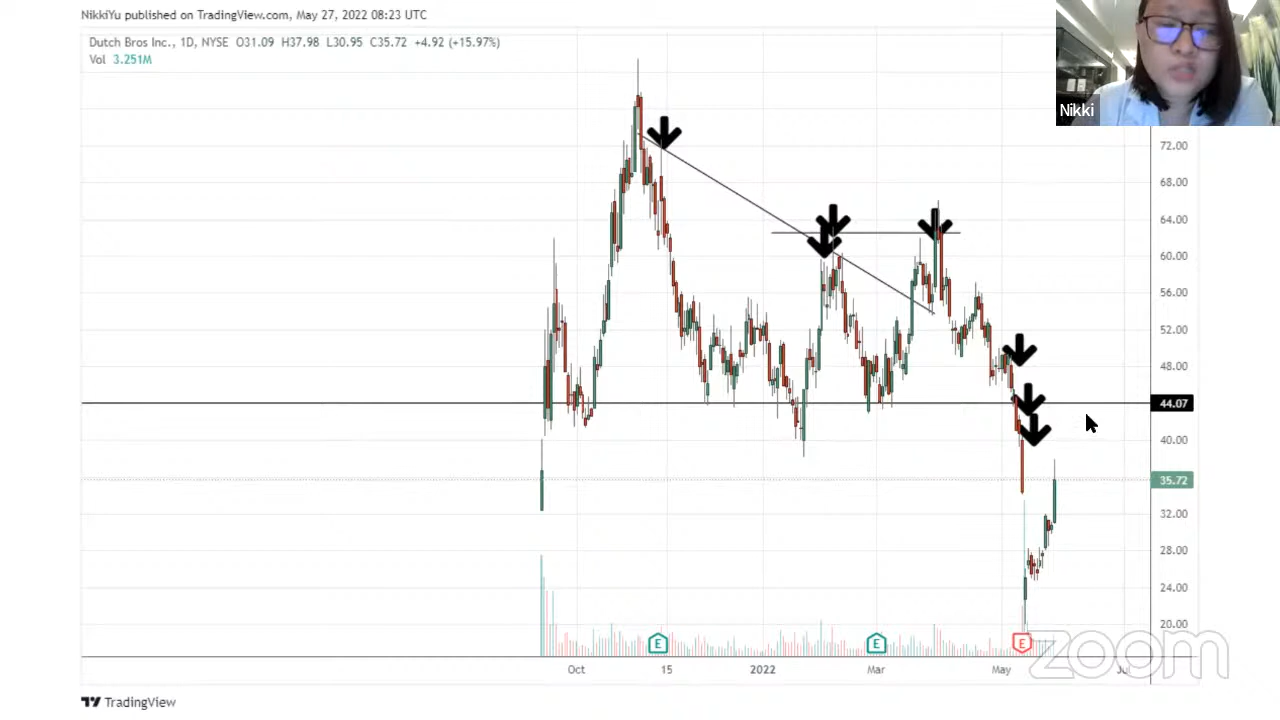 NikkiYu published on TradingView.com, May 27, 2022 08:23 UTC
Dutch Bros Inc., 1D, NYSE O31.09 H37.98 L30.95 C35.72 +4.92 (+15.97%)
Vol 3.251M
Nikki
72.00
68.00
64.00
60.00
56.00
52.00
48.00
44.07
40.00
35.72
32.00
28.00
24.00
20.00
E E E
zoom
Oct 15 2022 Mar May Jul
TradingView